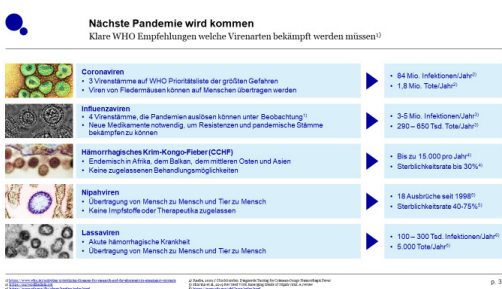 Nächste Pandemie wird kommen
Klare WHO Empfehlungen welche Virenarten bekämpft werden müssen¹⁾
Coronaviren
• 3 Virenstämme auf WHO Prioritätsliste der größten Gefahren
• Viren von Fledermäusen können auf Menschen übertragen werden
• 84 Mio. Infektionen/Jahr²⁾
• 1,8 Mio. Tote/Jahr²⁾
Influenzaviren
• 4 Virenstämme, die Pandemien auslösen können unter Beobachtung¹⁾
• Neue Medikamente notwendig, um Resistenzen und pandemische Stämme
bekämpfen zu können
• 3-5 Mio. Infektionen/Jahr³⁾
• 290 – 650 Tsd. Tote/Jahr³⁾
Hämorrhagisches Krim-Kongo-Fieber (CCHF)
• Endemisch in Afrika, dem Balkan, dem mittleren Osten und Asien
• Keine zugelassenen Behandlungsmöglichkeiten
• Bis zu 15.000 pro Jahr⁴⁾
• Sterblichkeitsrate bis 30%⁴⁾
Nipahviren
• Übertragung von Mensch zu Mensch und Tier zu Mensch
• Keine Impfstoffe oder Therapeutika zugelassen
• 18 Ausbrüche seit 1998⁵⁾
• Sterblichkeitsrate 40-75%⁵⁾
Lassaviren
• Akute hämorrhagische Krankheit
• Übertragung von Mensch zu Mensch und Tier zu Mensch
• 100 – 300 Tsd. Infektionen/Jahr⁶⁾
• 5.000 Tote/Jahr⁶⁾
p. 3